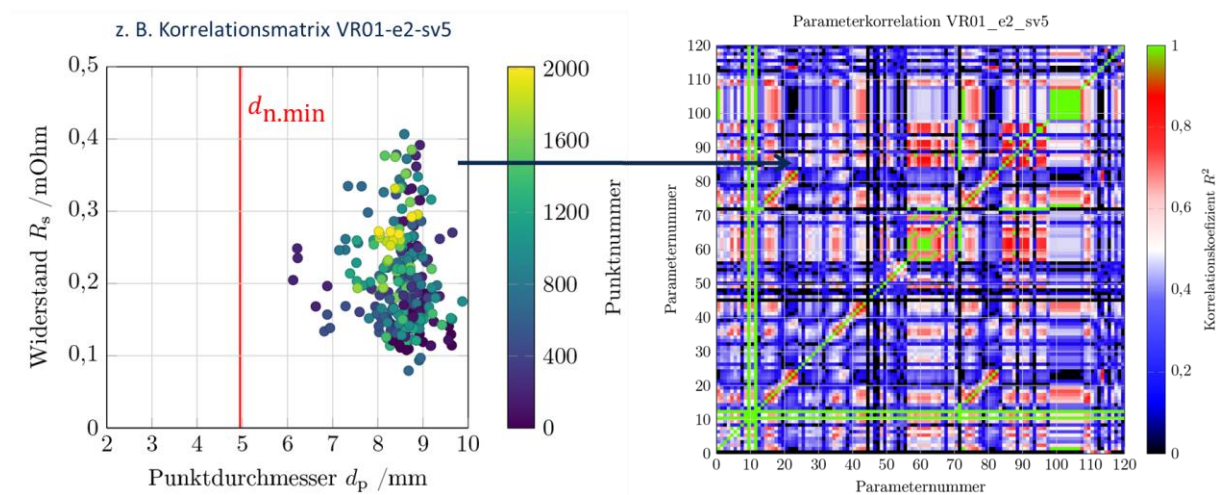 z. B. Korrelationsmatrix VR01-e2-sv5
0,5
0,4
0,3
0,2
0,1
0
Widerstand R_s /mOhm
d_n.min
2 3 4 5 6 7 8 9 10
Punktdurchmesser d_p /mm
2000
1600
1200
800
400
0
Punktnummer
Parameterkorrelation VR01_e2_sv5
120
110
100
90
80
70
60
50
40
30
20
10
0
Parameternummer
0 10 20 30 40 50 60 70 80 90 100 110 120
Parameternummer
1
0,8
0,6
0,4
0,2
0
Korrelationskoefizient R²